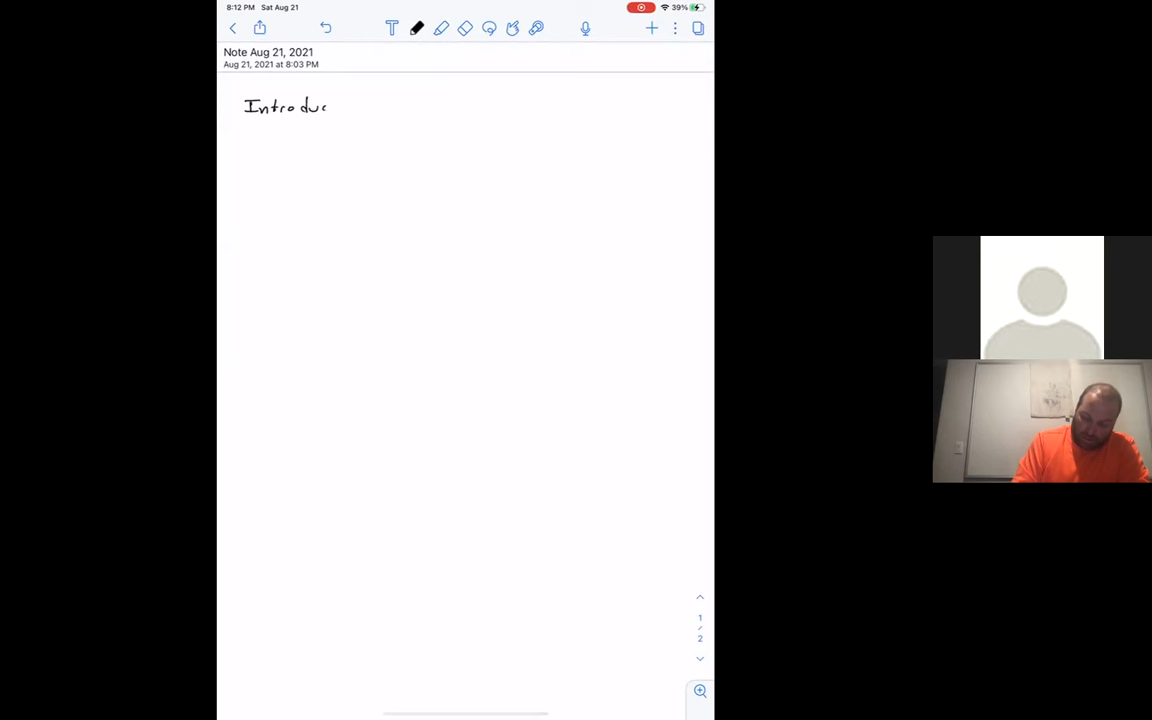 8:12 PM Sat Aug 21
39%
Note Aug 21, 2021
Aug 21, 2021 at 8:03 PM
Introduc
1
/
2